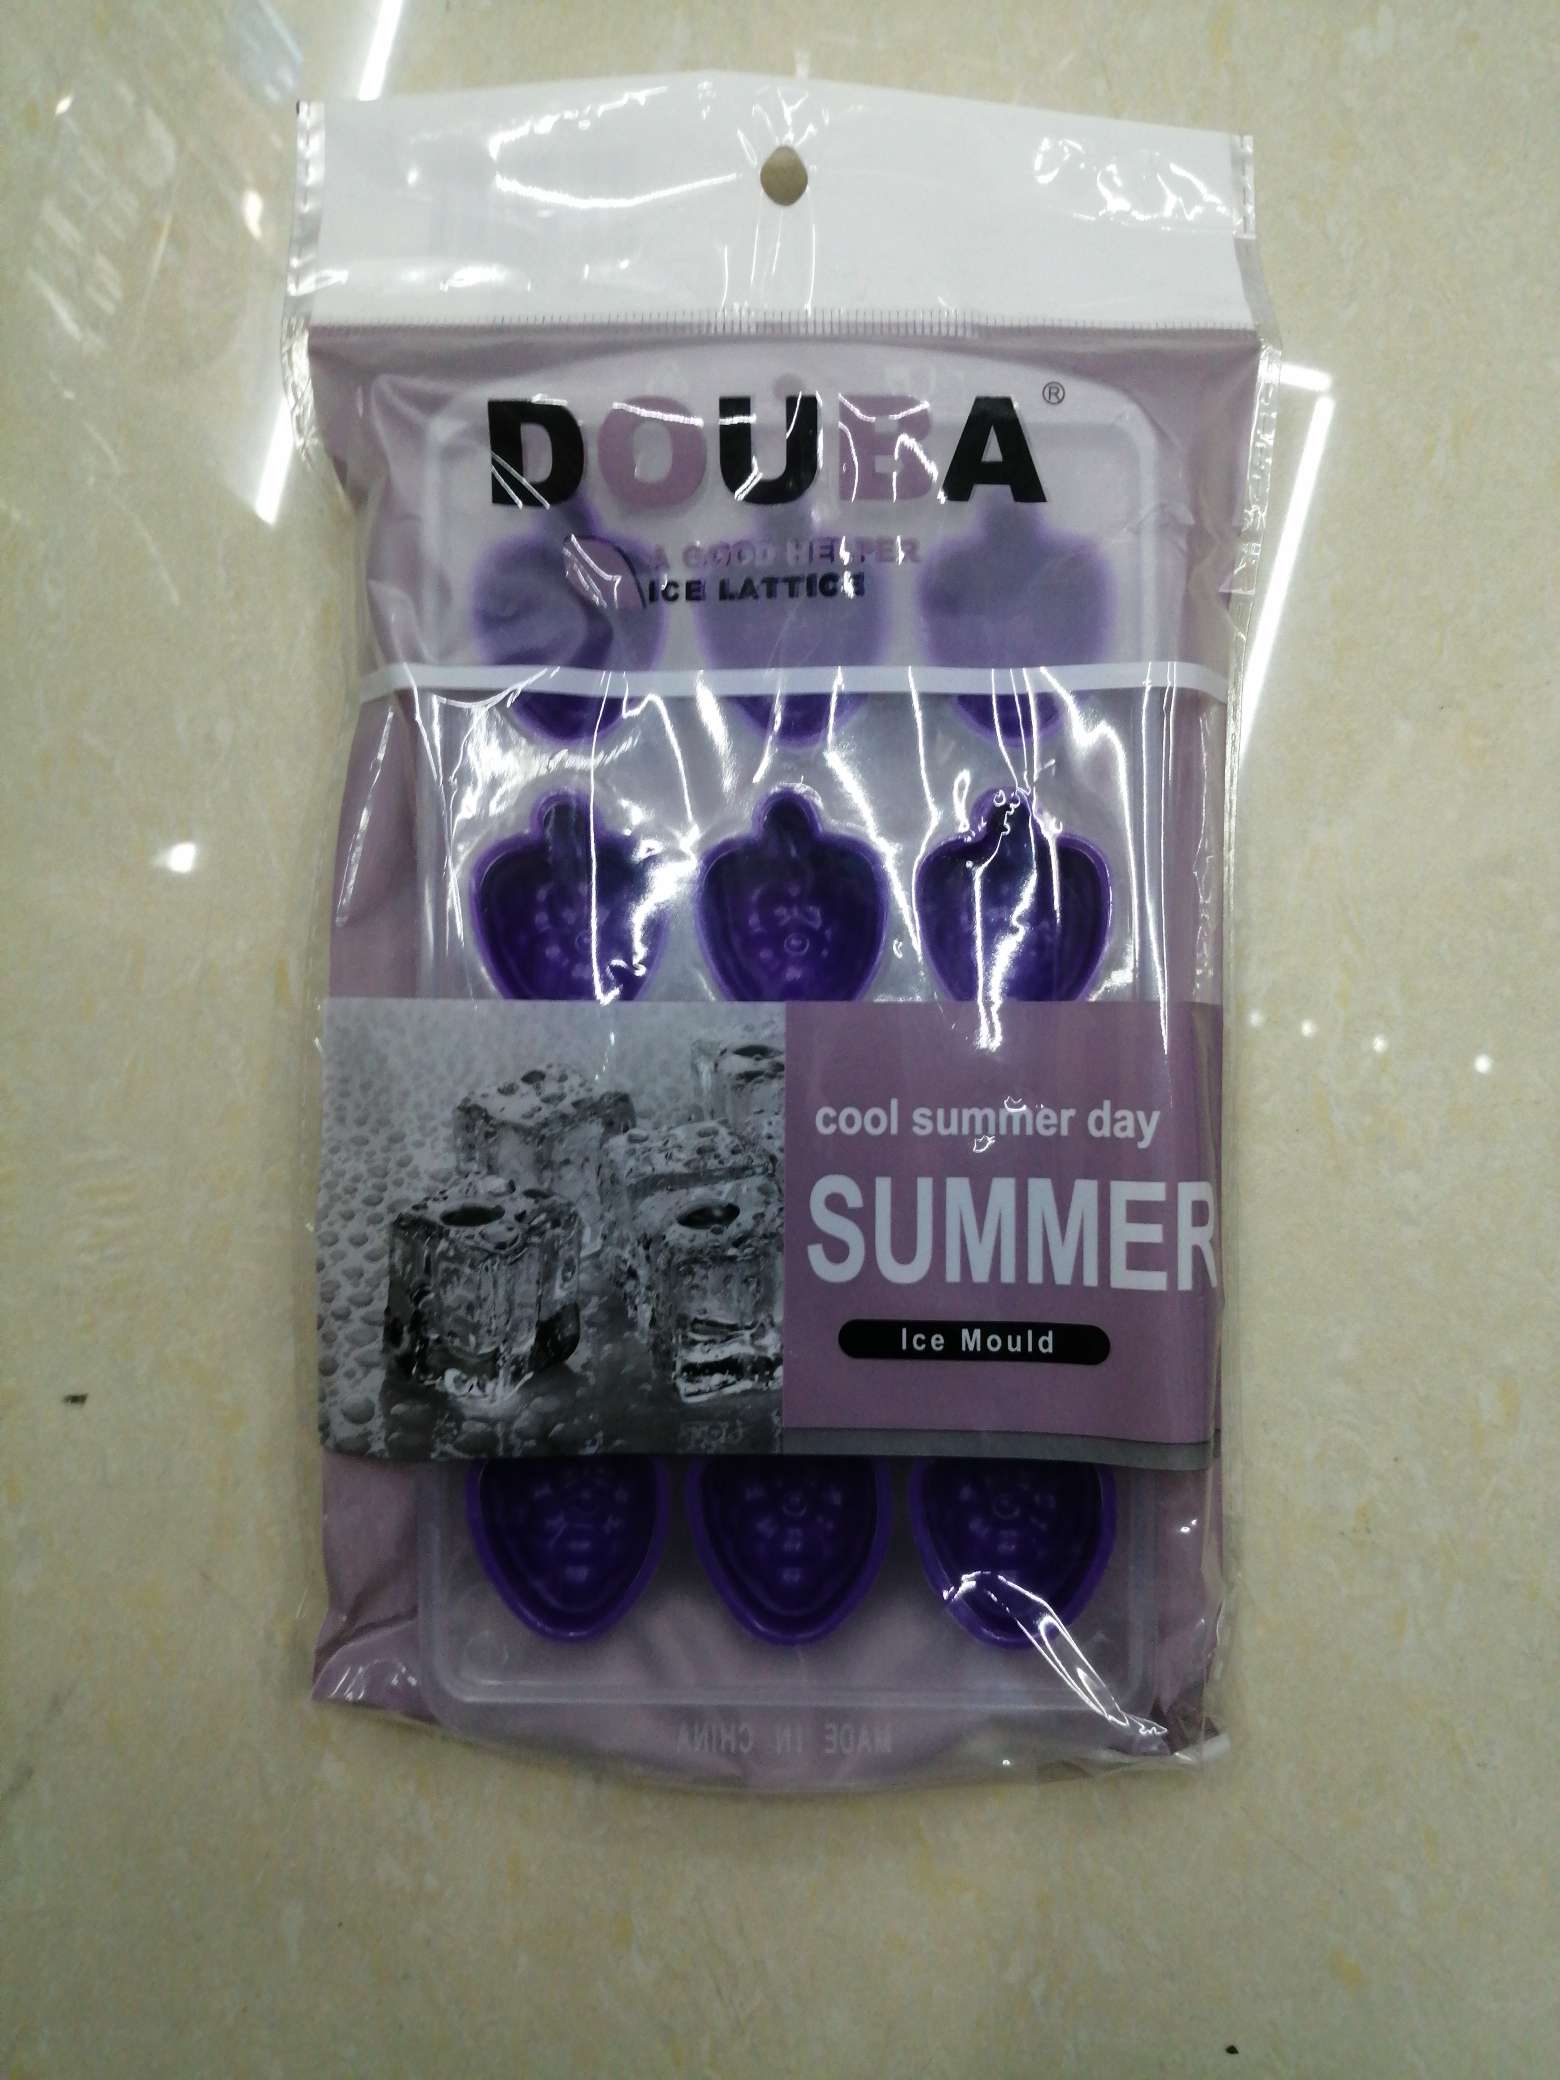 DOUBA®
A GOOD HELPER
ICE LATTICE
cool summer day
SUMMER
Ice Mould
MADE IN CHINA